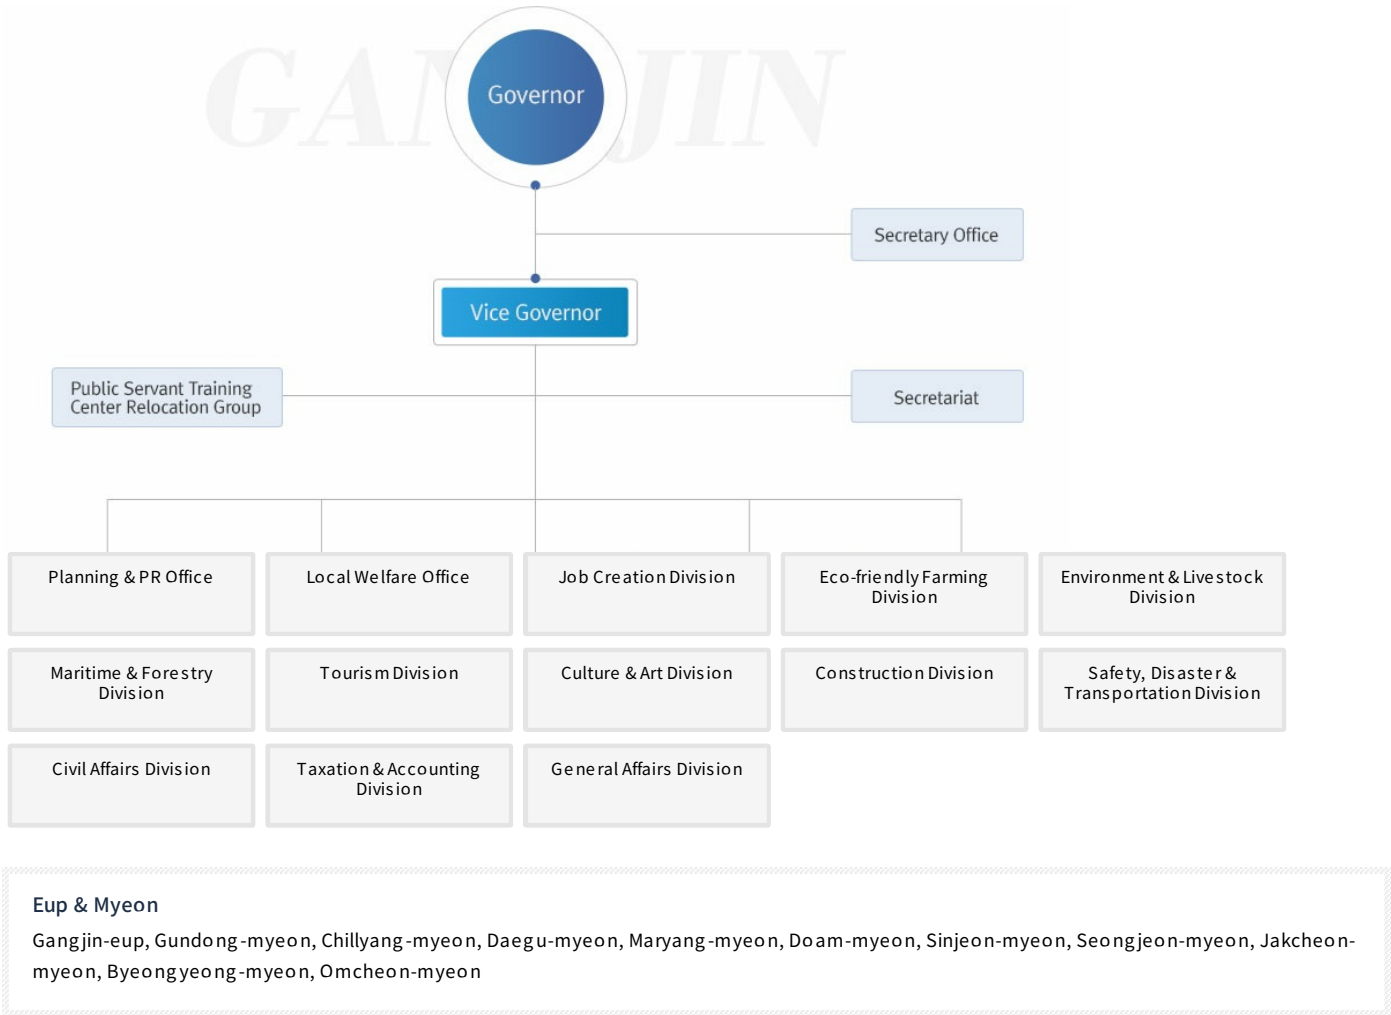 GANGJIN
Governor
Secretary Office
Vice Governor
Public Servant Training
Center Relocation Group
Secretariat
Planning & PR Office
Local Welfare Office
Job Creation Division
Eco-friendly Farming
Division
Environment & Livestock
Division
Maritime & Forestry
Division
Tourism Division
Culture & Art Division
Construction Division
Safety, Disaster &
Transportation Division
Civil Affairs Division
Taxation & Accounting
Division
General Affairs Division
Eup & Myeon
Gangjin-eup, Gundong-myeon, Chillyang-myeon, Daegu-myeon, Maryang-myeon, Doam-myeon, Sinjeon-myeon, Seongjeon-myeon, Jakcheon-
myeon, Byeongyeong-myeon, Omcheon-myeon